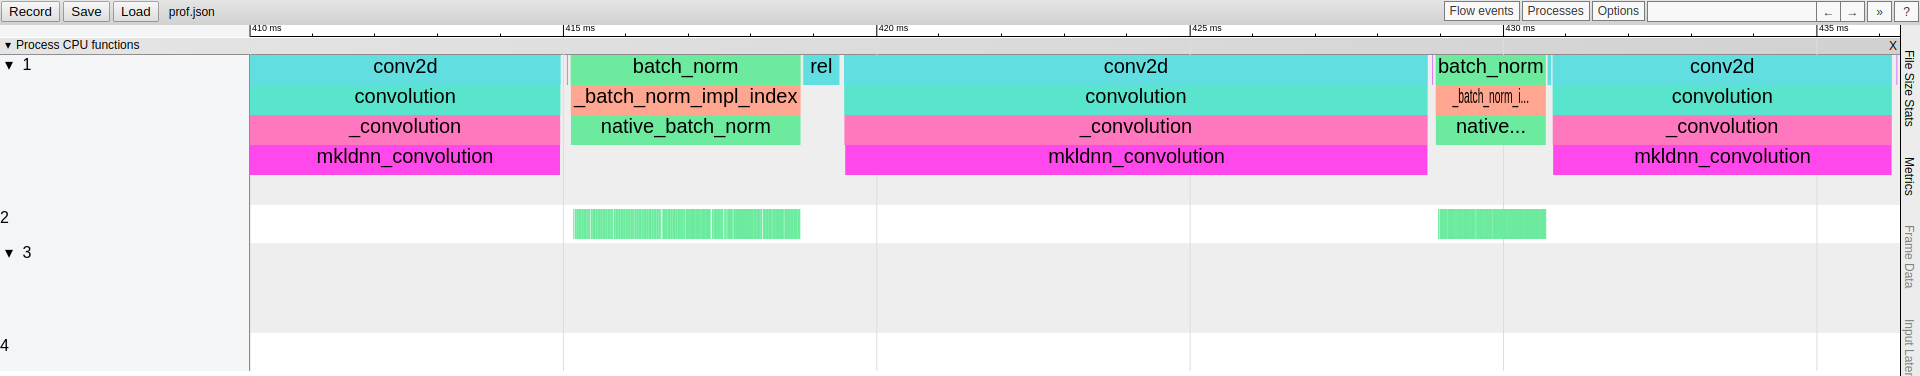 Record Save Load prof.json Flow events Processes Options ← → » ?
410 ms 415 ms 420 ms 425 ms 430 ms 435 ms
▾ Process CPU functions X
▾ 1 conv2d batch_norm rel conv2d batch_norm conv2d
convolution _batch_norm_impl_index convolution _batch_norm_i... convolution
_convolution native_batch_norm _convolution native... _convolution
mkldnn_convolution mkldnn_convolution mkldnn_convolution
2
▾ 3
4
File Size Stats
Metrics
Frame Data
Input Later